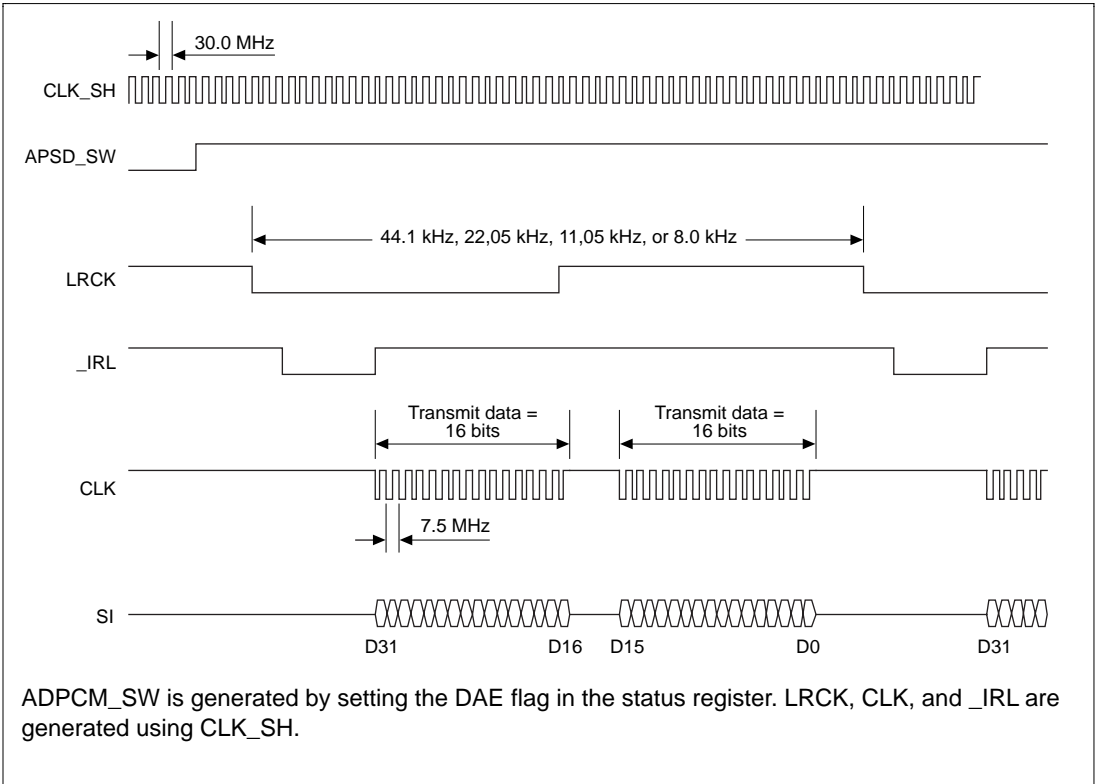 30.0 MHz
CLK_SH
APSD_SW
44.1 kHz, 22,05 kHz, 11,05 kHz, or 8.0 kHz
LRCK
_IRL
Transmit data =
16 bits
Transmit data =
16 bits
CLK
7.5 MHz
SI
D31 D16 D15 D0 D31
ADPCM_SW is generated by setting the DAE flag in the status register. LRCK, CLK, and _IRL are
generated using CLK_SH.